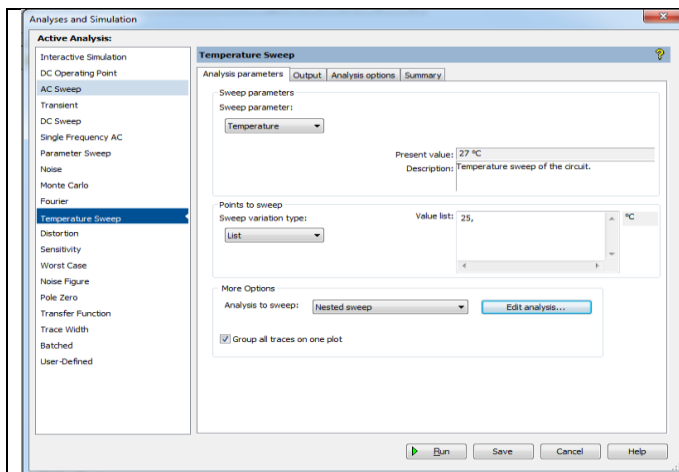 Analyses and Simulation
Active Analysis:
Interactive Simulation
DC Operating Point
AC Sweep
Transient
DC Sweep
Single Frequency AC
Parameter Sweep
Noise
Monte Carlo
Fourier
Temperature Sweep
Distortion
Sensitivity
Worst Case
Noise Figure
Pole Zero
Transfer Function
Trace Width
Batched
User-Defined
Temperature Sweep
?
Analysis parameters Output Analysis options Summary
Sweep parameters
Sweep parameter:
Temperature
Present value: 27 ºC
Description: Temperature sweep of the circuit.
Points to sweep
Sweep variation type:
List
Value list: 25, ºC
More Options
Analysis to sweep: Nested sweep Edit analysis...
Group all traces on one plot
Run Save Cancel Help